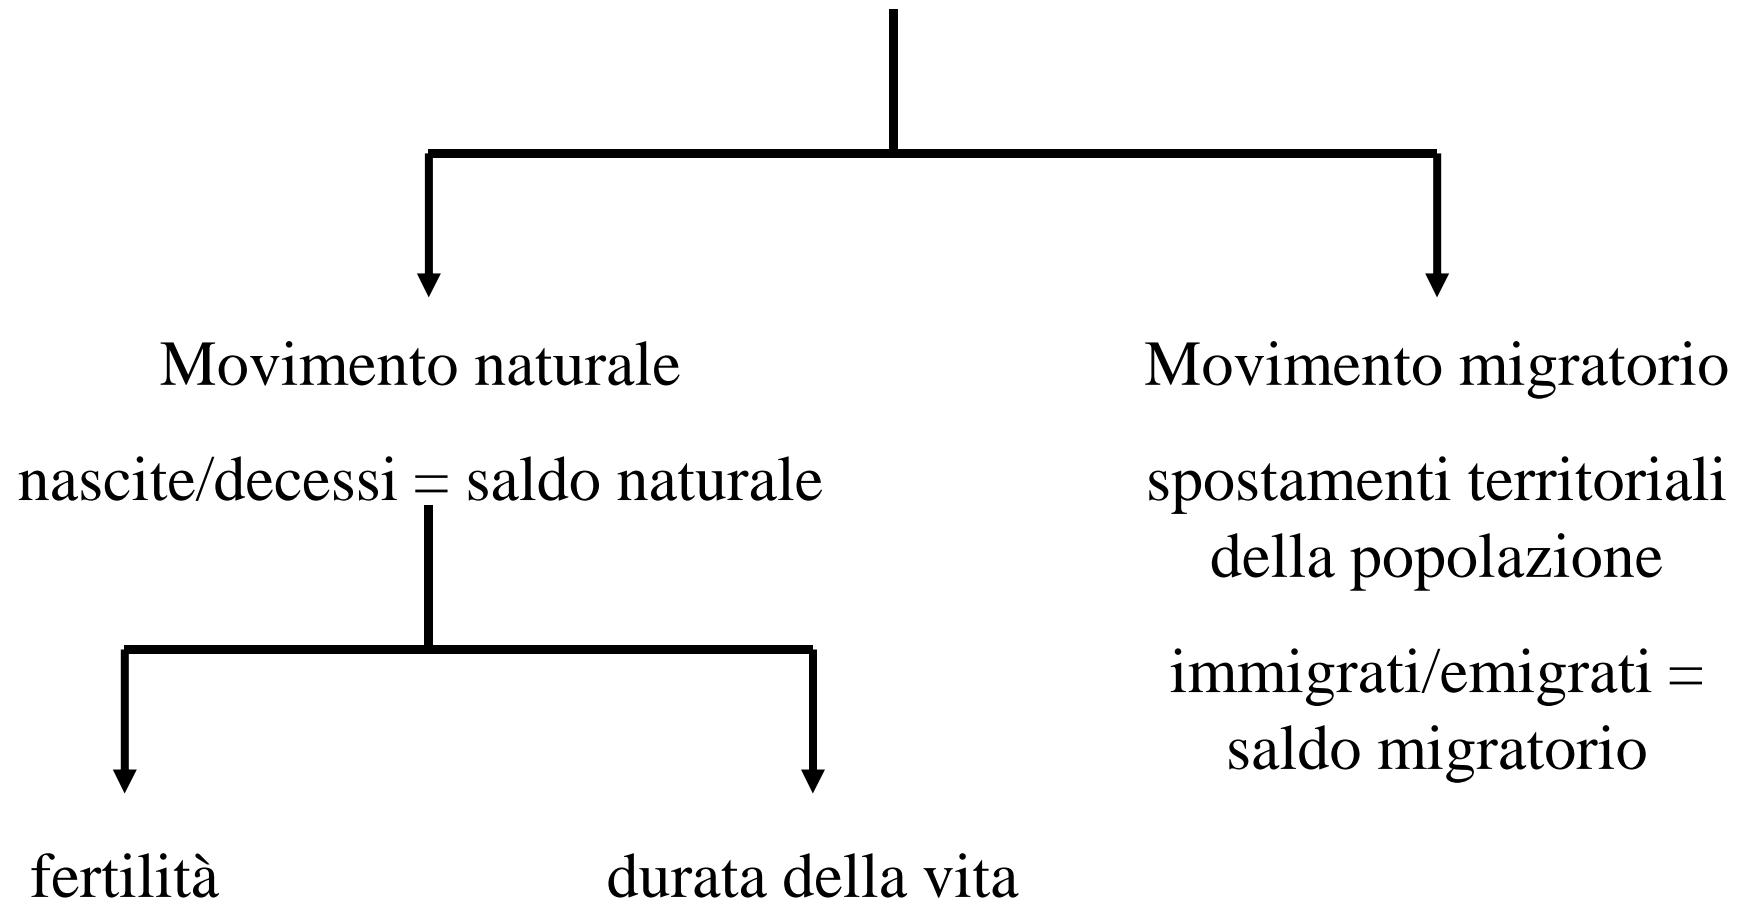 Movimento naturale
nascite/decessi = saldo naturale
fertilità
durata della vita
Movimento migratorio
spostamenti territoriali
della popolazione
immigrati/emigrati =
saldo migratorio